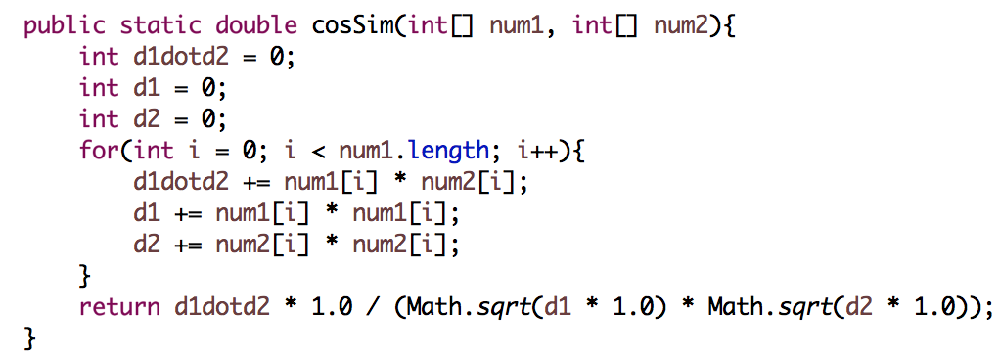 public static double cosSim(int[] num1, int[] num2){
    int d1dotd2 = 0;
    int d1 = 0;
    int d2 = 0;
    for(int i = 0; i < num1.length; i++){
        d1dotd2 += num1[i] * num2[i];
        d1 += num1[i] * num1[i];
        d2 += num2[i] * num2[i];
    }
    return d1dotd2 * 1.0 / (Math.sqrt(d1 * 1.0) * Math.sqrt(d2 * 1.0));
}